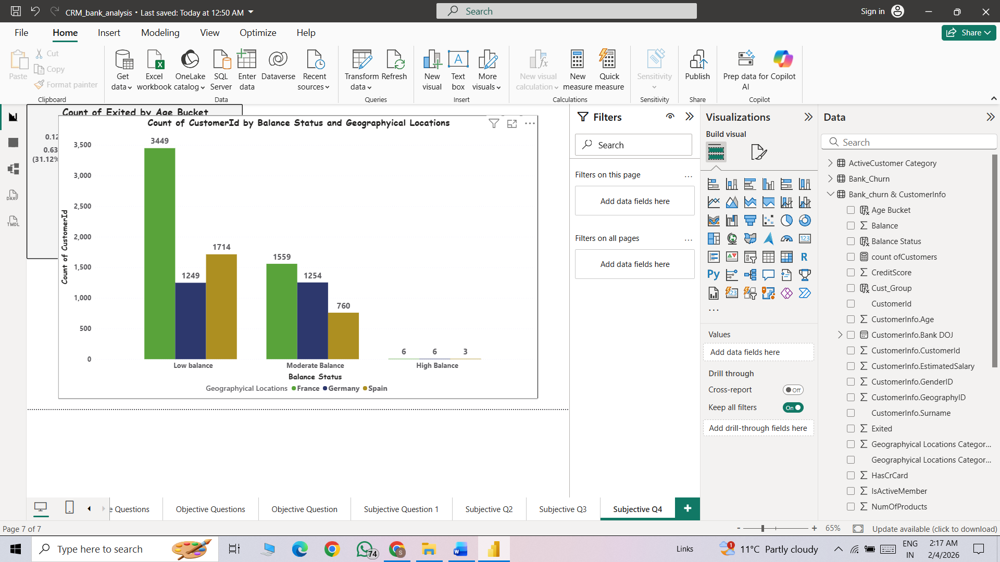 CRM_bank_analysis • Last saved: Today at 12:50 AM
Search
Sign in
File
Home
Insert
Modeling
View
Optimize
Help
Share
Paste
Cut
Copy
Format painter
Clipboard
Get data
Excel workbook
OneLake catalog
SQL Server
Enter data
Dataverse
Recent sources
Data
Transform data
Refresh
Queries
New visual
Text box
More visuals
Insert
New visual calculation
New measure
Quick measure
Calculations
Sensitivity
Sensitivity
Publish
Share
Prep data for AI
Copilot
Copilot
Count of Exited by Age Bucket
0.12
0.63
(31.12%
Count of CustomerId by Balance Status and Geographyical Locations
Count of CustomerId
3,500
3,000
2,500
2,000
1,500
1,000
500
0
3449
1249
1714
1559
1254
760
6
6
3
Low balance
Moderate Balance
High Balance
Balance Status
Geographyical Locations France Germany Spain
Filters
Search
Filters on this page
...
Add data fields here
Filters on all pages
...
Add data fields here
Visualizations
Build visual
123
R
Py
123
...
Values
Add data fields here
Drill through
Cross-report
Off
Keep all filters
On
Add drill-through fields here
Data
Search
ActiveCustomer Category
Bank_Churn
Bank_churn & CustomerInfo
Age Bucket
Balance
Balance Status
count ofCustomers
CreditScore
Cust_Group
CustomerId
CustomerInfo.Age
CustomerInfo.Bank DOJ
CustomerInfo.CustomerId
CustomerInfo.EstimatedSalary
CustomerInfo.GenderID
CustomerInfo.GeographyID
CustomerInfo.Surname
Exited
Geographyical Locations Categor...
Geographyical Locations Categor...
HasCrCard
IsActiveMember
NumOfProducts
DAX
TMDL
e Questions
Objective Questions
Objective Question
Subjective Question 1
Subjective Q2
Subjective Q3
Subjective Q4
+
Page 7 of 7
- + 65%
Update available (click to download)
Type here to search
74
S
Links
1
11°C Partly cloudy
ENG
IN
2:17 AM
2/4/2026